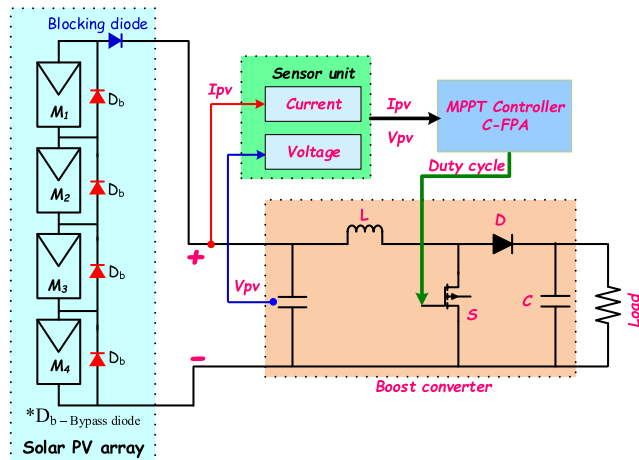 Blocking diode
M1
Db
M2
Db
M3
Db
M4
Db
*Db – Bypass diode
Solar PV array
Ipv
Sensor unit
Current
Voltage
Ipv
Vpv
MPPT Controller
C-FPA
Duty cycle
+
Vpv
–
L
D
S
C
Load
Boost converter